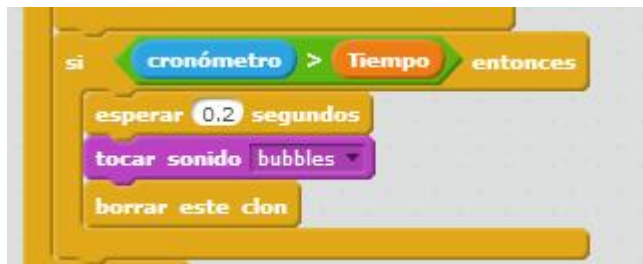 si cronómetro > Tiempo entonces
esperar 0.2 segundos
tocar sonido bubbles
borrar este clon